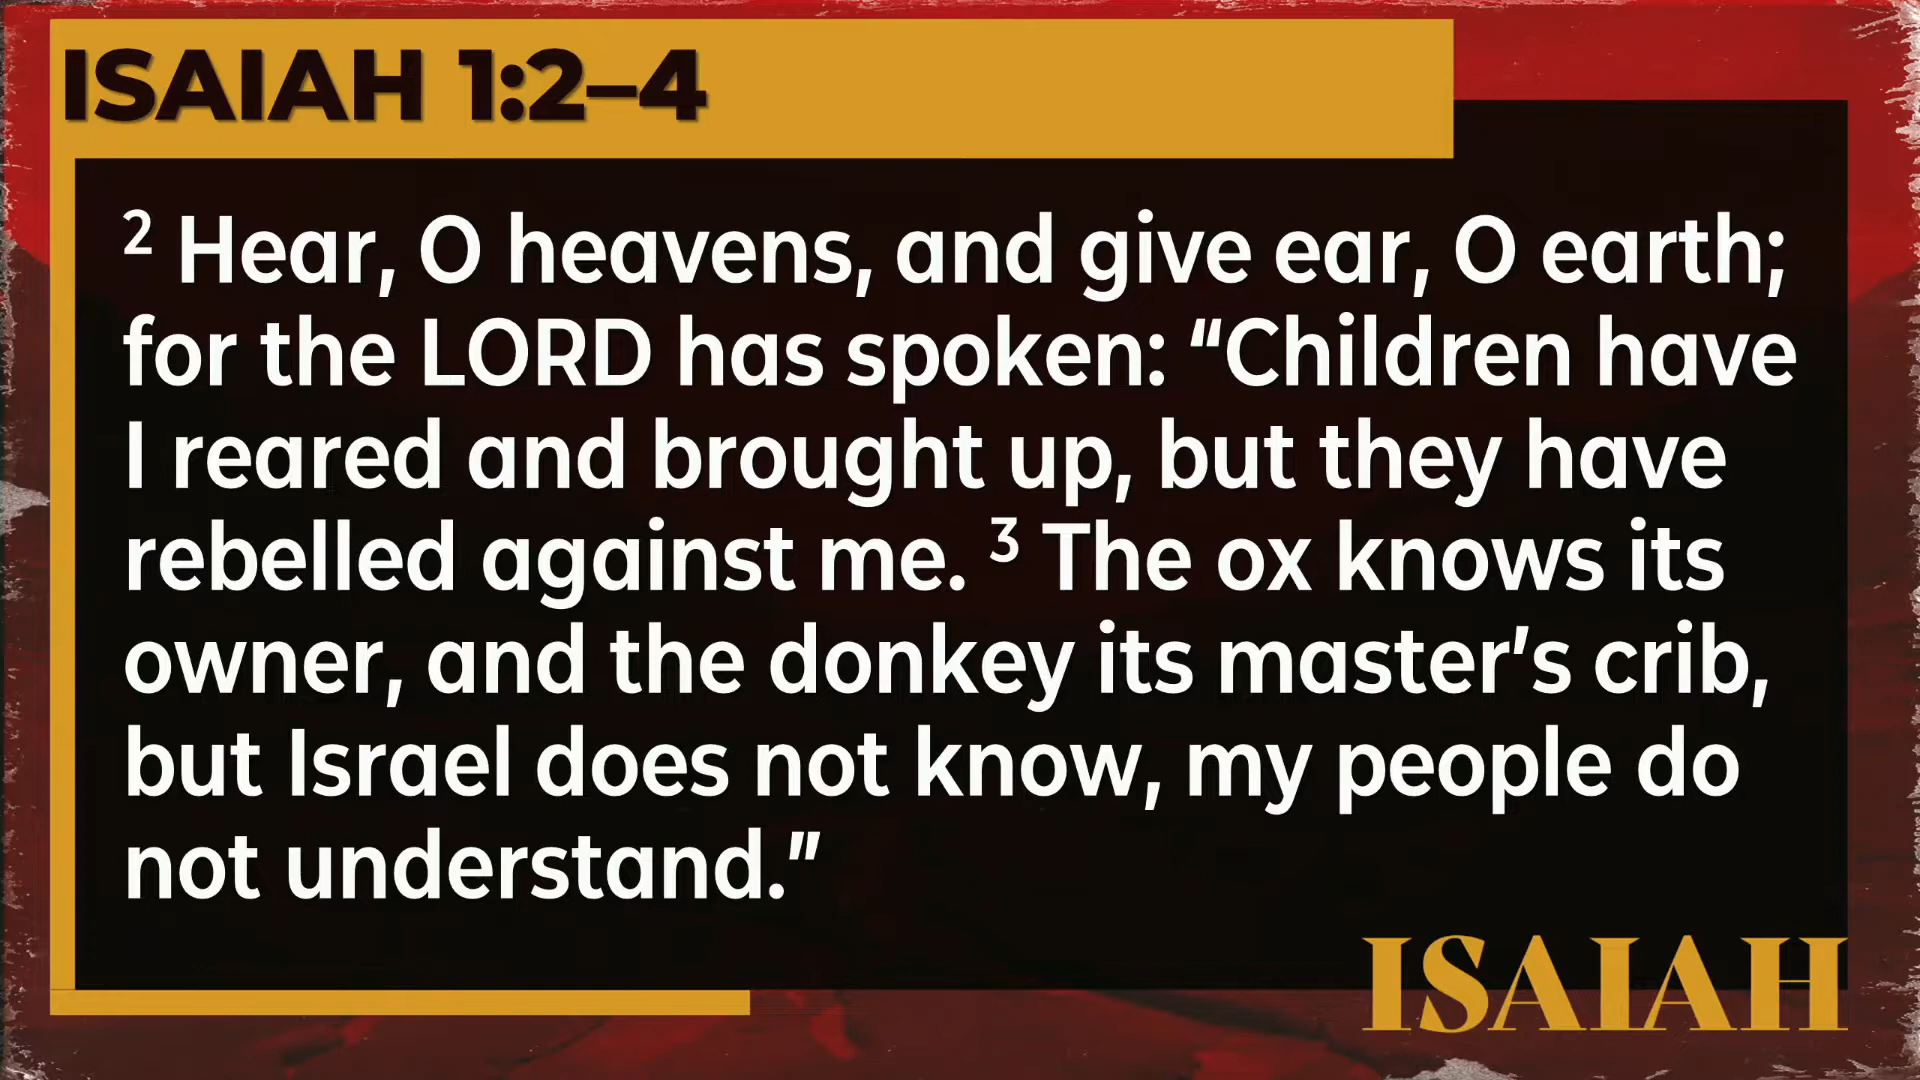 ISAIAH 1:2–4
² Hear, O heavens, and give ear, O earth;
for the LORD has spoken: “Children have
I reared and brought up, but they have
rebelled against me. ³ The ox knows its
owner, and the donkey its master’s crib,
but Israel does not know, my people do
not understand.”
ISAIAH